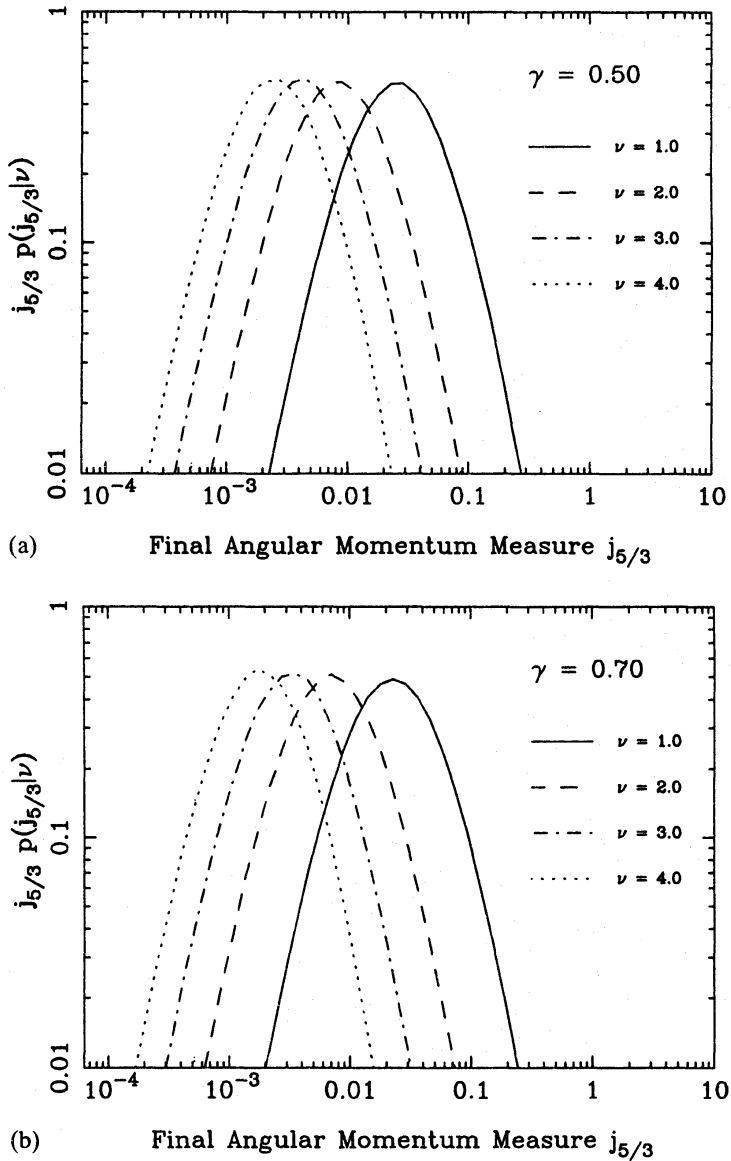 1
0.1
0.01
j5/3 p(j5/3|ν)
γ = 0.50
ν = 1.0
ν = 2.0
ν = 3.0
ν = 4.0
10⁻⁴ 10⁻³ 0.01 0.1 1 10
(a) Final Angular Momentum Measure j5/3
1
0.1
0.01
j5/3 p(j5/3|ν)
γ = 0.70
ν = 1.0
ν = 2.0
ν = 3.0
ν = 4.0
10⁻⁴ 10⁻³ 0.01 0.1 1 10
(b) Final Angular Momentum Measure j5/3